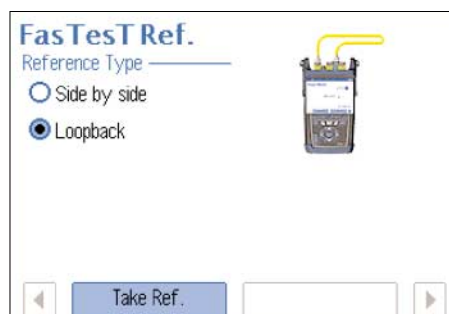 FasTesT Ref.
Reference Type
Side by side
Loopback
Take Ref.